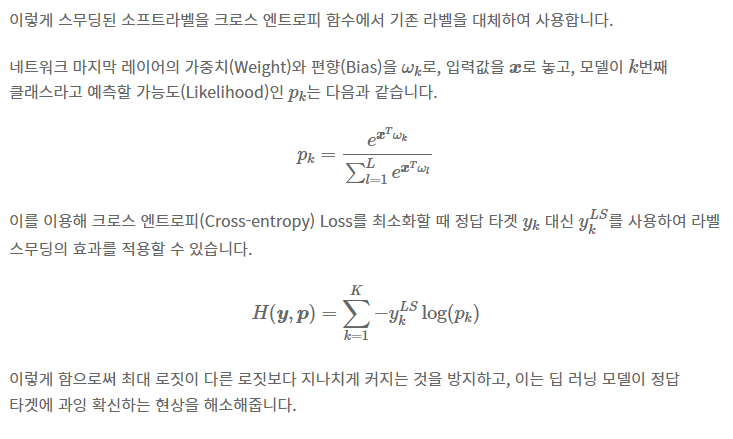 이렇게 스무딩된 소프트라벨을 크로스 엔트로피 함수에서 기존 라벨을 대체하여 사용합니다.
네트워크 마지막 레이어의 가중치(Weight)와 편향(Bias)을 $\omega_k$로, 입력값을 $\boldsymbol{x}$로 놓고, 모델이 $k$번째
클래스라고 예측할 가능도(Likelihood)인 $p_k$는 다음과 같습니다.
$p_k = \frac{e^{\boldsymbol{x}^T \omega_k}}{\sum_{l=1}^{L} e^{\boldsymbol{x}^T \omega_l}}$
이를 이용해 크로스 엔트로피(Cross-entropy) Loss를 최소화할 때 정답 타겟 $y_k$ 대신 $y_k^{LS}$를 사용하여 라벨
스무딩의 효과를 적용할 수 있습니다.
$H(\boldsymbol{y}, \boldsymbol{p}) = \sum_{k=1}^{K} -y_k^{LS} \log(p_k)$
이렇게 함으로써 최대 로짓이 다른 로짓보다 지나치게 커지는 것을 방지하고, 이는 딥 러닝 모델이 정답
타겟에 과잉 확신하는 현상을 해소해줍니다.